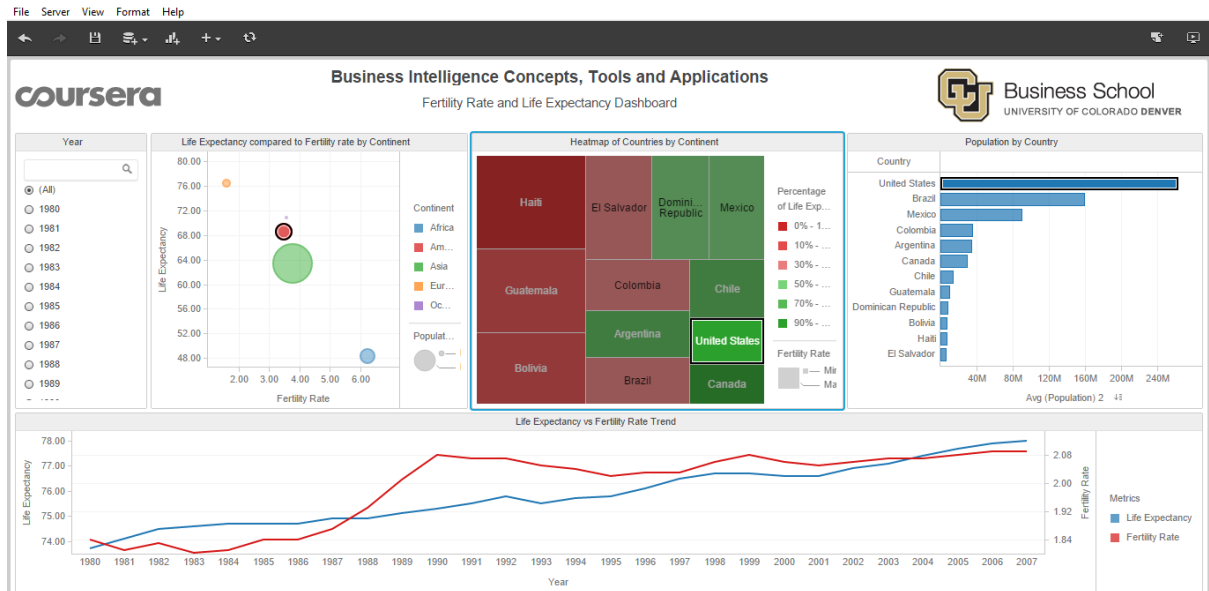 File Server View Format Help
coursera
Business Intelligence Concepts, Tools and Applications
Fertility Rate and Life Expectancy Dashboard
CU
Business School
UNIVERSITY OF COLORADO DENVER
Year
(All)
1980
1981
1982
1983
1984
1985
1986
1987
1988
1989
Life Expectancy compared to Fertility rate by Continent
Life Expectancy
80.00
76.00
72.00
68.00
64.00
60.00
56.00
52.00
48.00
2.00 3.00 4.00 5.00 6.00
Fertility Rate
Continent
Africa
Am...
Asia
Eur...
Oc...
Populat...
Heatmap of Countries by Continent
Haiti
Guatemala
Bolivia
El Salvador
Domini... Republic
Mexico
Colombia
Chile
Argentina
United States
Brazil
Canada
Percentage
of Life Exp...
0% - 1...
10% - ...
30% - ...
50% - ...
70% - ...
90% - ...
Fertility Rate
Mir
Ma
Population by Country
Country
United States
Brazil
Mexico
Colombia
Argentina
Canada
Chile
Guatemala
Dominican Republic
Bolivia
Haiti
El Salvador
40M 80M 120M 160M 200M 240M
Avg (Population) 2
Life Expectancy vs Fertility Rate Trend
Life Expectancy
78.00
77.00
76.00
75.00
74.00
1980 1981 1982 1983 1984 1985 1986 1987 1988 1989 1990 1991 1992 1993 1994 1995 1996 1997 1998 1999 2000 2001 2002 2003 2004 2005 2006 2007
Year
2.08
2.00
1.92
1.84
Fertility Rate
Metrics
Life Expectancy
Fertility Rate